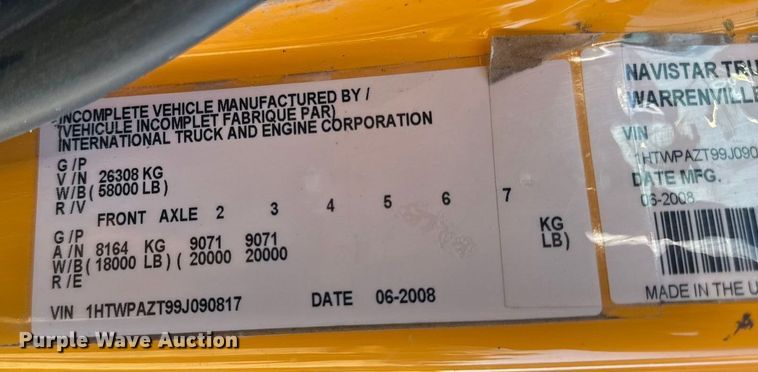 INCOMPLETE VEHICLE MANUFACTURED BY /
(VEHICULE INCOMPLET FABRIQUE PAR)
INTERNATIONAL TRUCK AND ENGINE CORPORATION
G /P
V /N 26308 KG
W/B ( 58000 LB)
R /V
FRONT AXLE 2 3 4 5 6 7
G /P
A /N 8164 KG 9071 9071 KG
W/B ( 18000 LB) ( 20000 20000 LB)
R /E
VIN 1HTWPAZT99J090817 DATE 06-2008
NAVISTAR TRU
WARRENVILLE
VIN
1HTWPAZT99J090
DATE MFG.
06-2008
MADE IN THE U
Purple Wave Auction